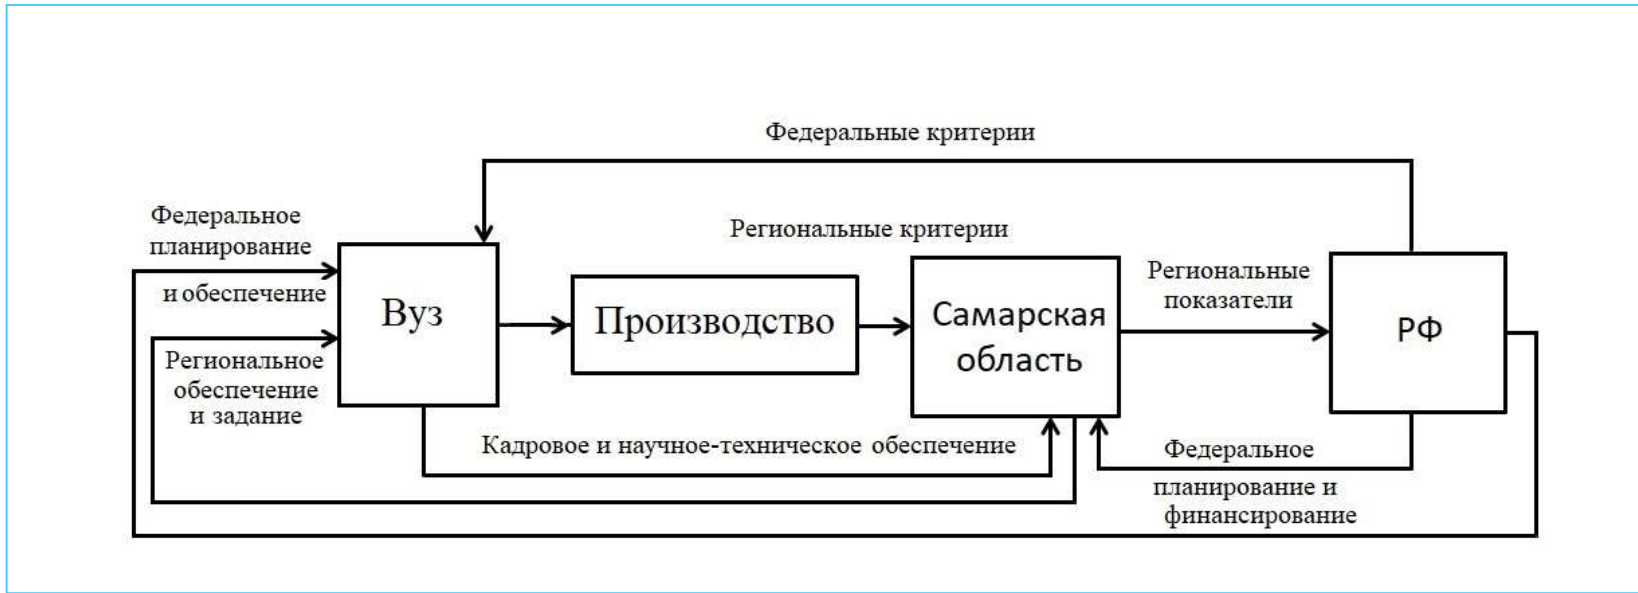 Федеральные критерии
Федеральное
планирование
и обеспечение
Региональные критерии
Вуз
Производство
Самарская
область
Региональные
показатели
РФ
Региональное
обеспечение
и задание
Кадровое и научное-техническое обеспечение
Федеральное
планирование и
финансирование